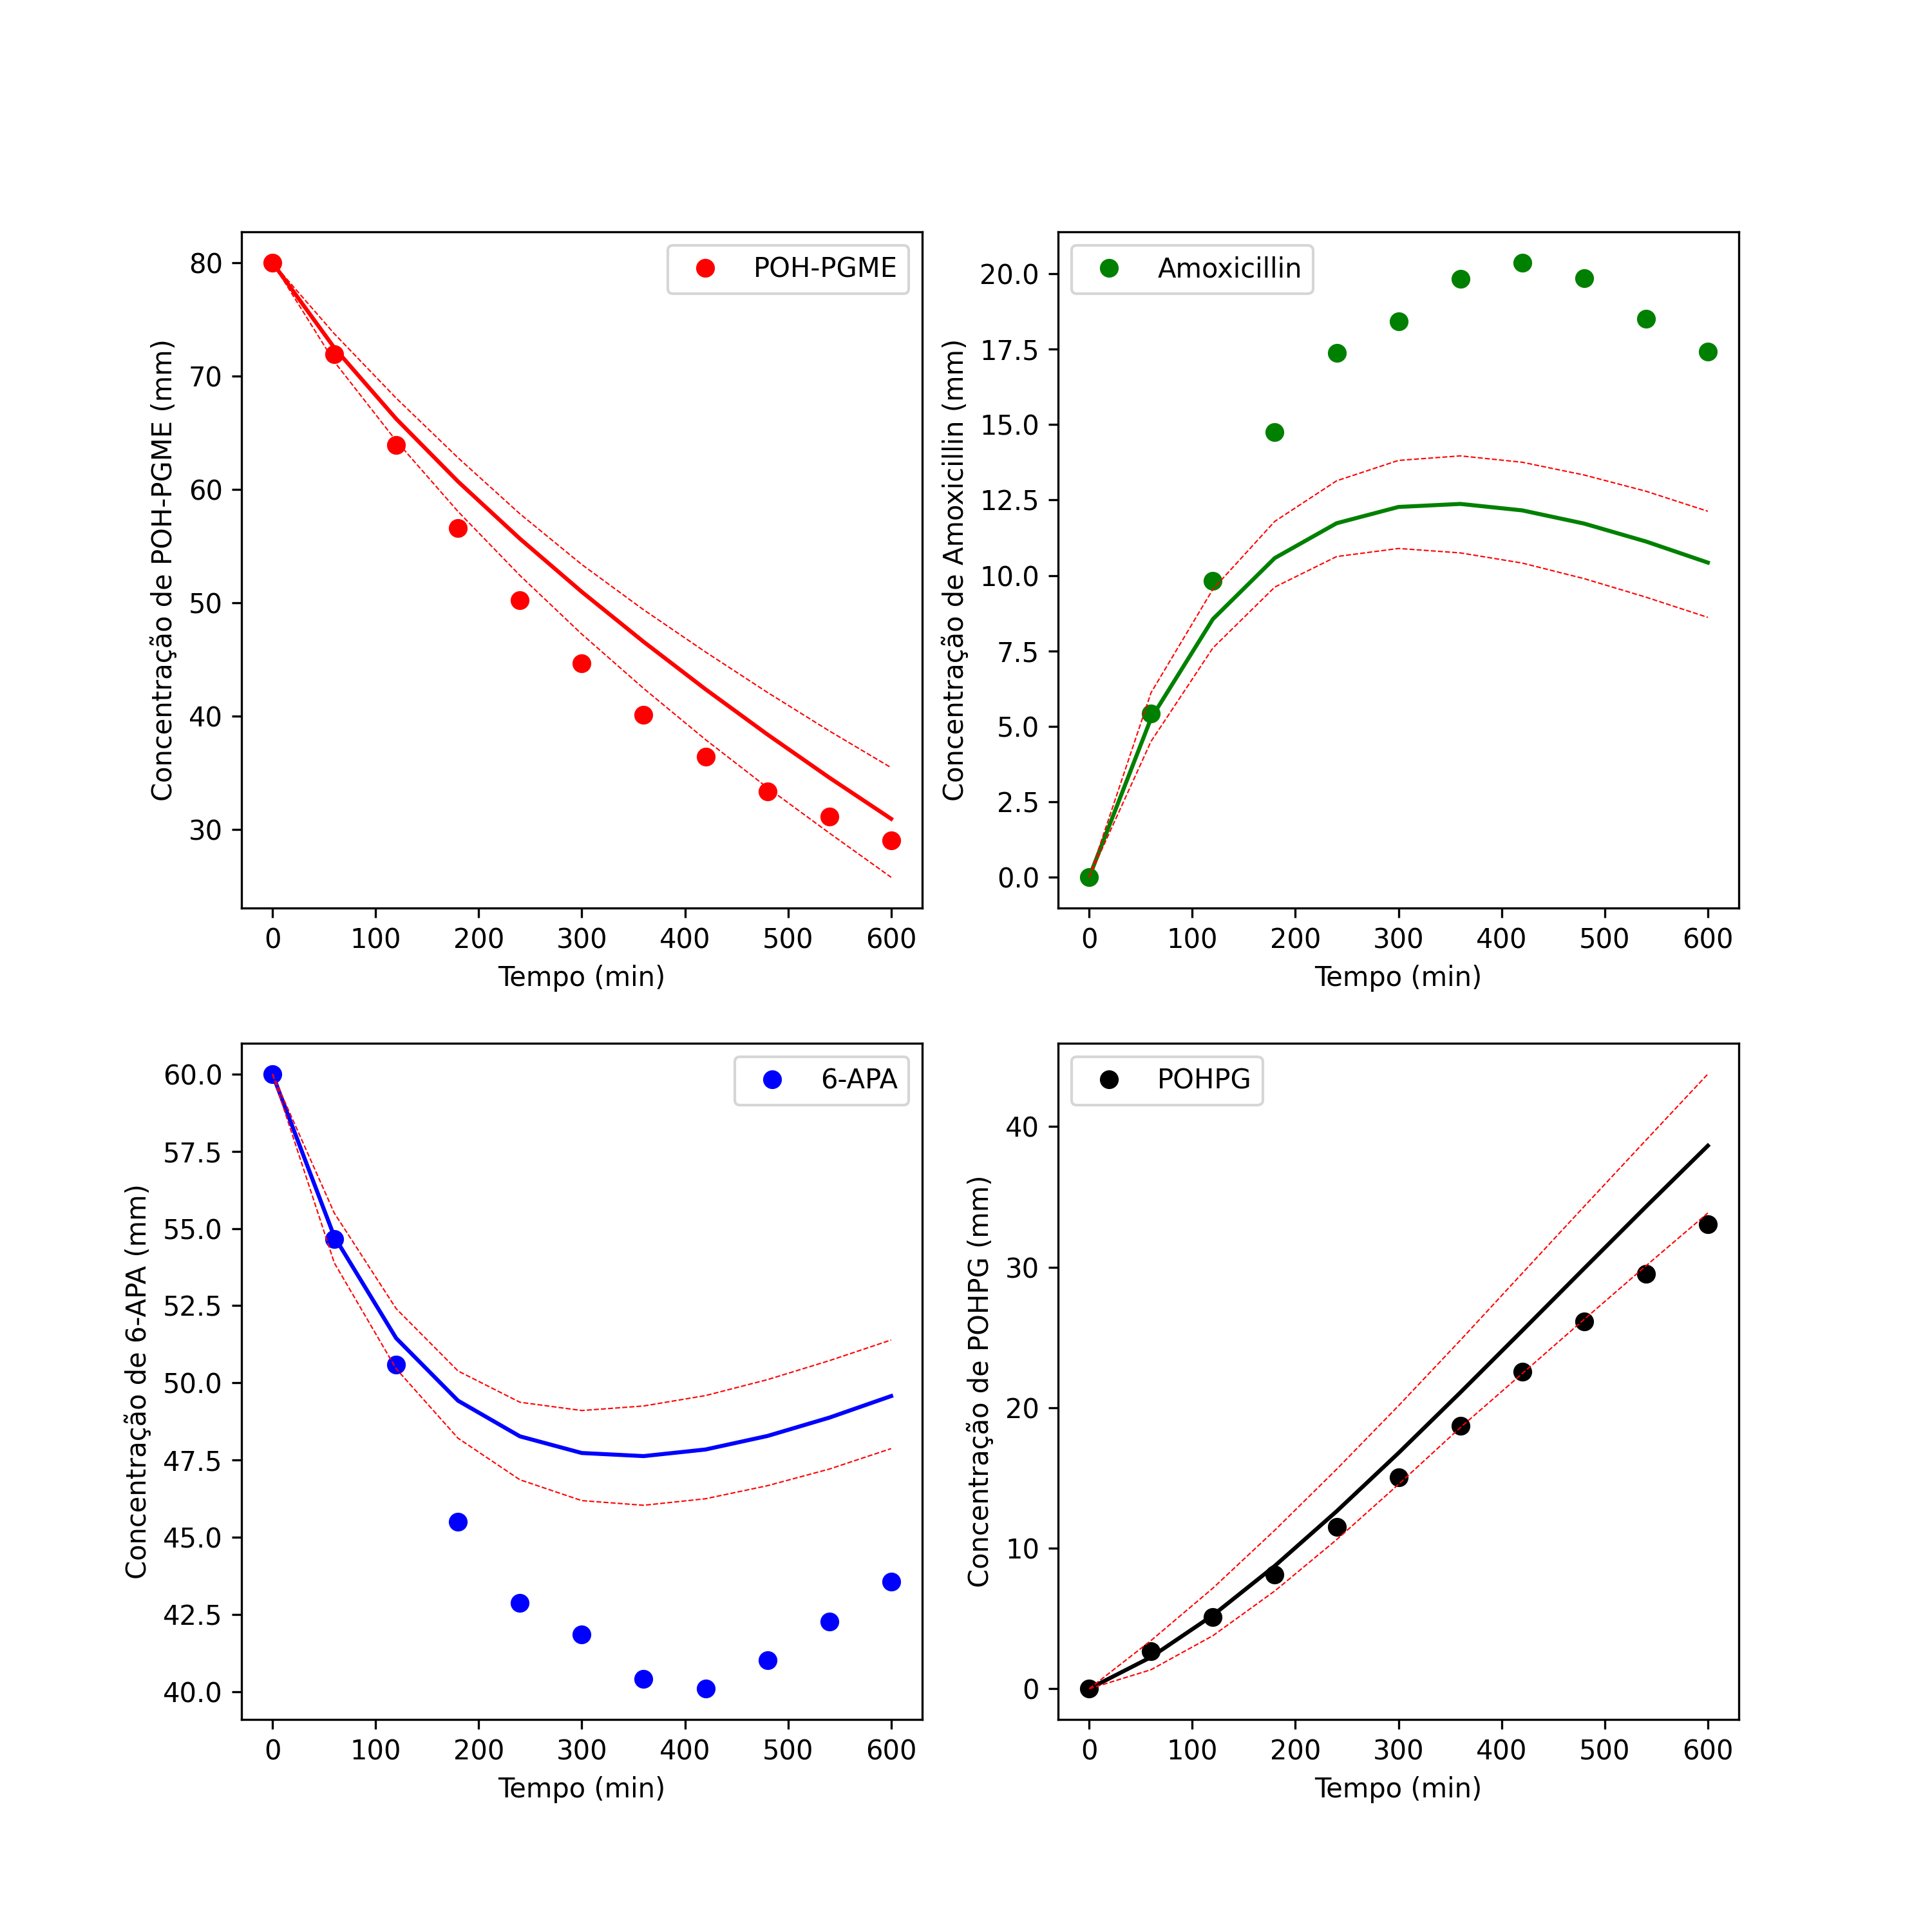 POH-PGME
Concentração de POH-PGME (mm)
80
70
60
50
40
30
0 100 200 300 400 500 600
Tempo (min)
Amoxicillin
Concentração de Amoxicillin (mm)
20.0
17.5
15.0
12.5
10.0
7.5
5.0
2.5
0.0
0 100 200 300 400 500 600
Tempo (min)
6-APA
Concentração de 6-APA (mm)
60.0
57.5
55.0
52.5
50.0
47.5
45.0
42.5
40.0
0 100 200 300 400 500 600
Tempo (min)
POHPG
Concentração de POHPG (mm)
40
30
20
10
0
0 100 200 300 400 500 600
Tempo (min)